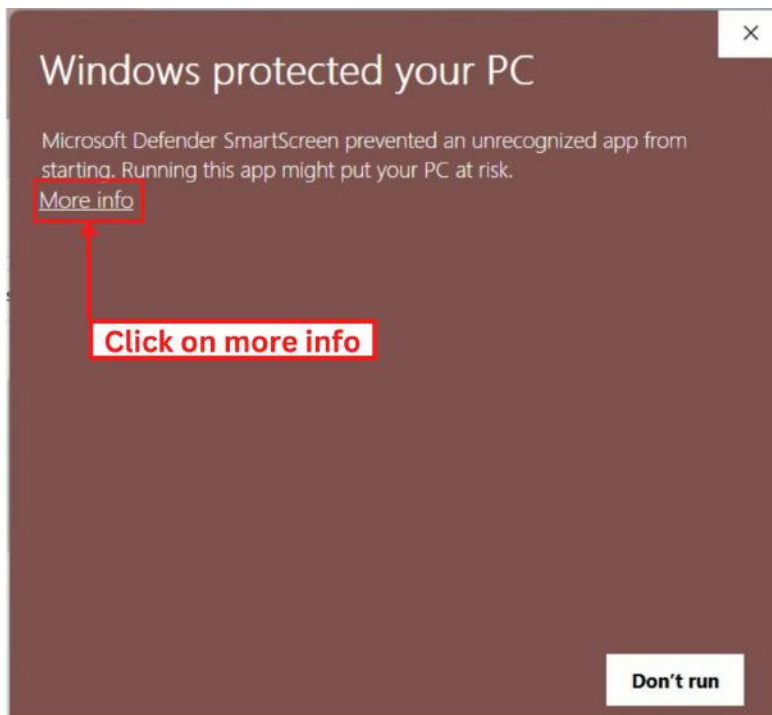 Windows protected your PC
Microsoft Defender SmartScreen prevented an unrecognized app from
starting. Running this app might put your PC at risk.
More info
Click on more info
Don't run